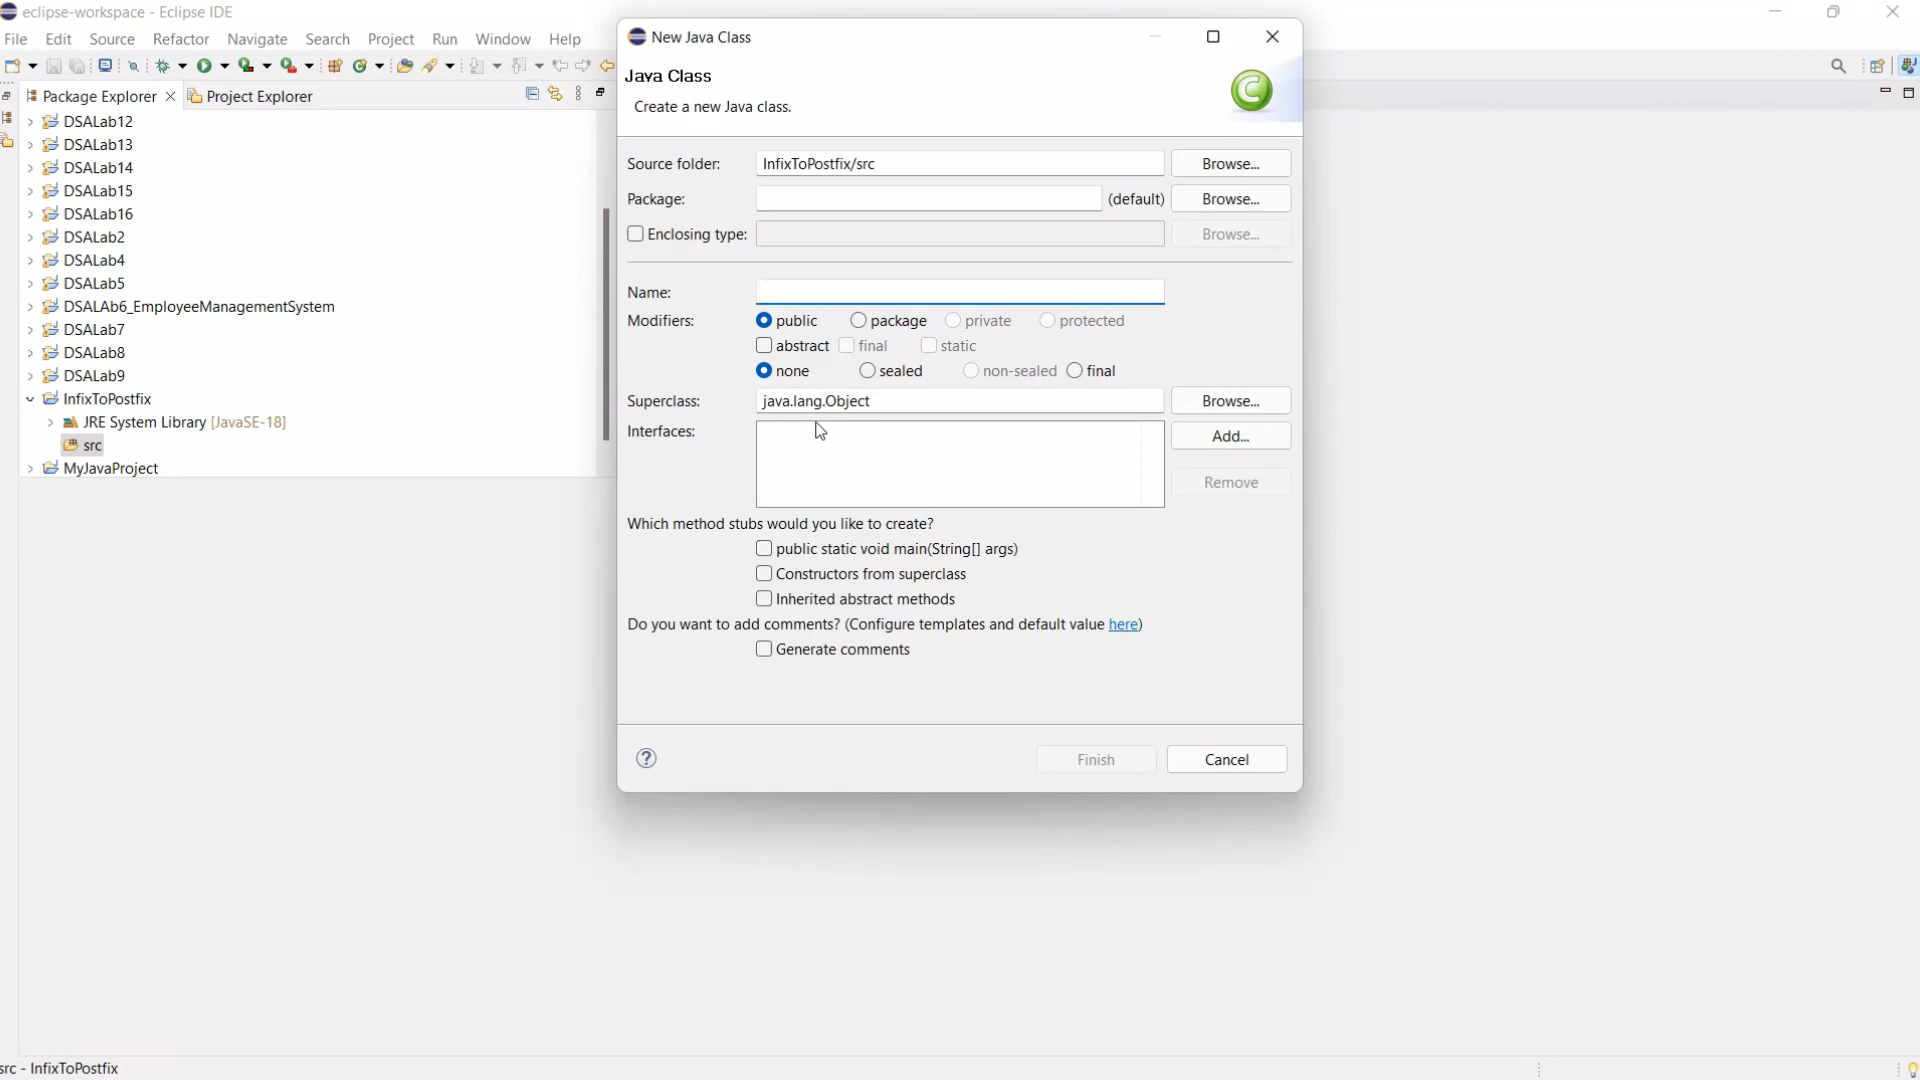 eclipse-workspace - Eclipse IDE
File Edit Source Refactor Navigate Search Project Run Window Help
Package Explorer Project Explorer
DSALab12
DSALab13
DSALab14
DSALab15
DSALab16
DSALab2
DSALab4
DSALab5
DSALAb6_EmployeeManagementSystem
DSALab7
DSALab8
DSALab9
InfixToPostfix
JRE System Library [JavaSE-18]
src
MyJavaProject
New Java Class
Java Class
Create a new Java class.
Source folder: InfixToPostfix/src Browse...
Package: (default) Browse...
Enclosing type: Browse...
Name:
Modifiers: public package private protected
abstract final static
none sealed non-sealed final
Superclass: java.lang.Object Browse...
Interfaces: Add...
Remove
Which method stubs would you like to create?
public static void main(String[] args)
Constructors from superclass
Inherited abstract methods
Do you want to add comments? (Configure templates and default value here)
Generate comments
Finish Cancel
src - InfixToPostfix